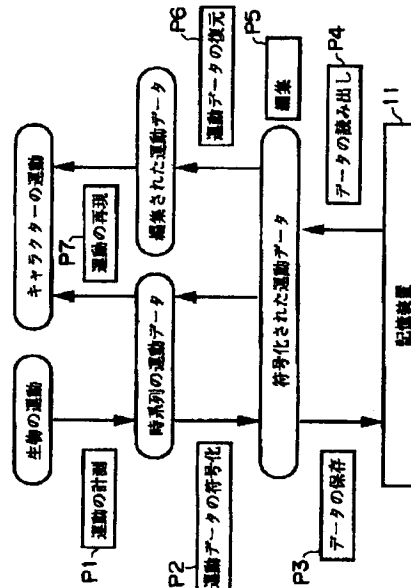 生物の運動
キャラクターの運動
P1
運動の計測
P7
運動の再現
時系列の運動データ
編集された運動データ
P6
運動データの復元
P2
運動データの符号化
符号化された運動データ
P5
編集
P3
データの保存
P4
データの読み出し
記憶装置
11